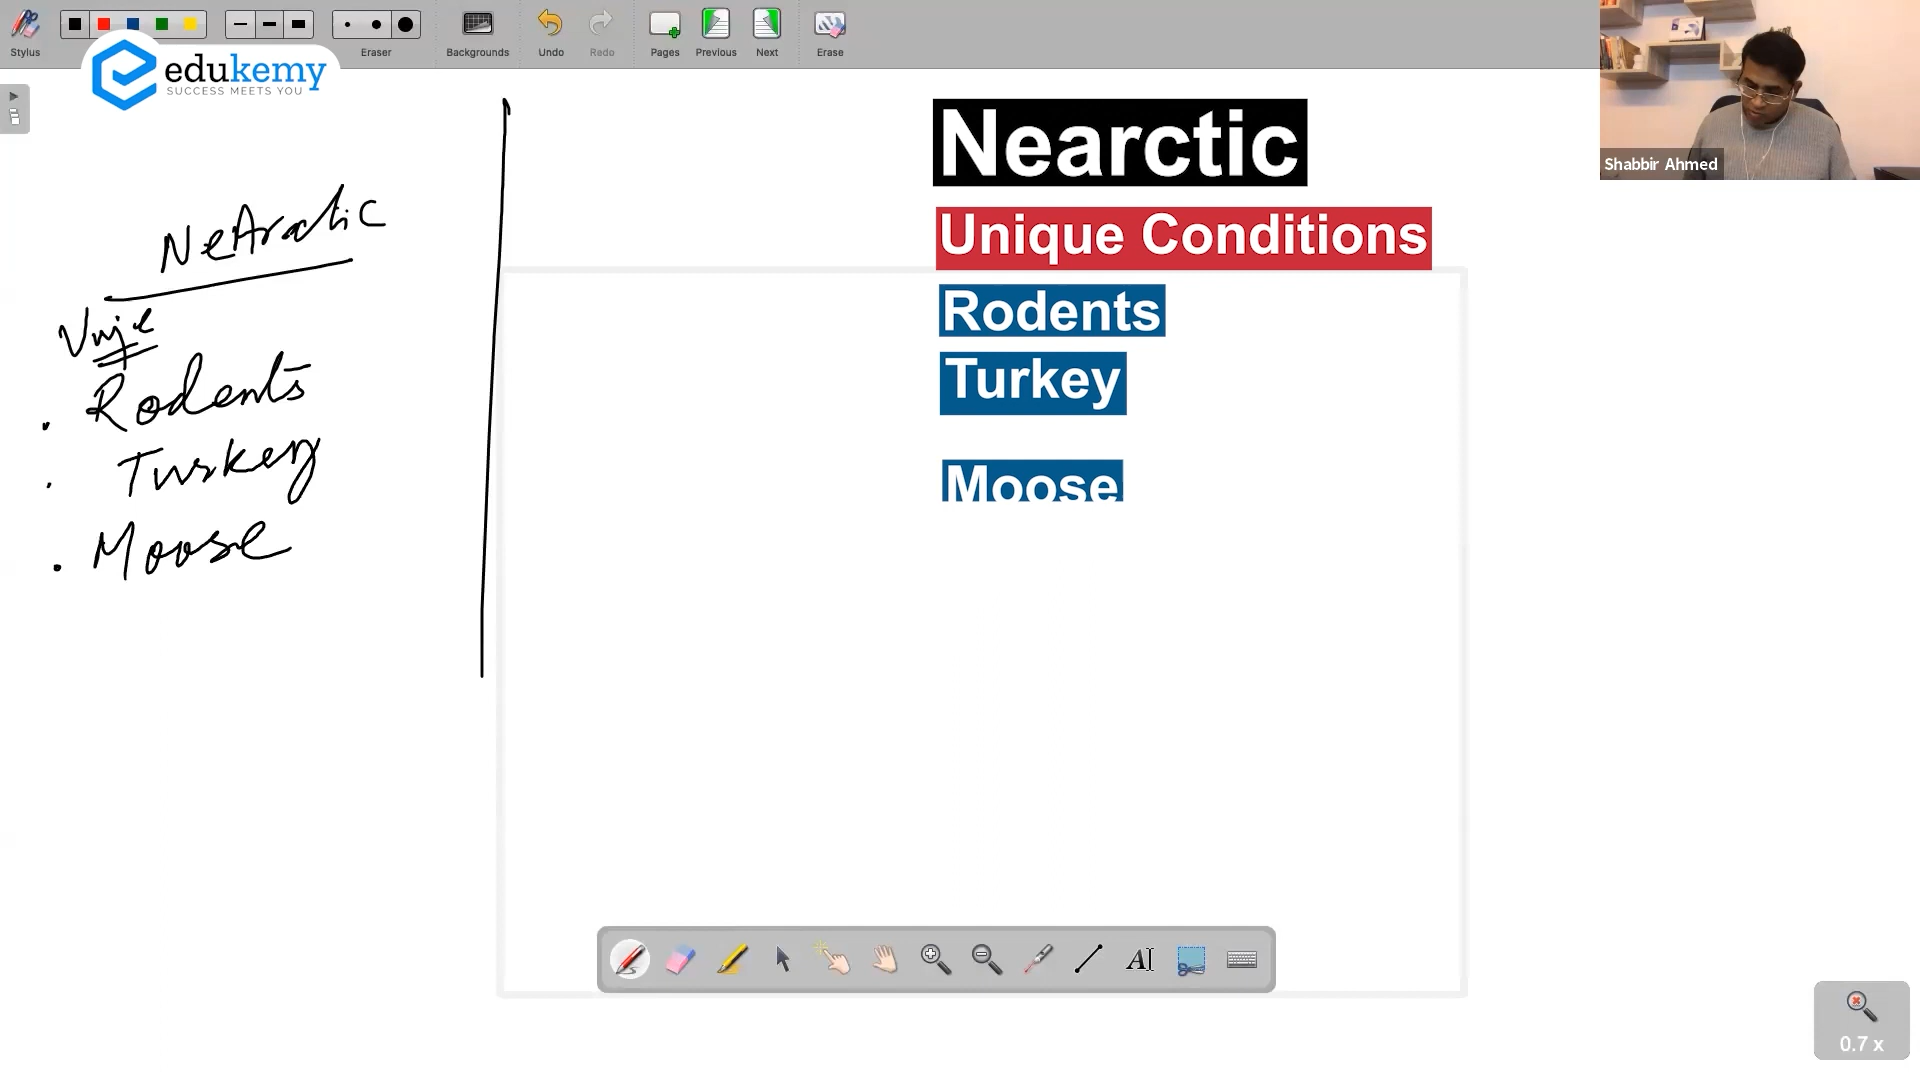 Stylus
Eraser
Backgrounds
Undo
Redo
Pages
Previous
Next
Erase
edukemy
SUCCESS MEETS YOU
Shabbir Ahmed
NeArctic
Rodents
Turkey
Moose
Nearctic
Unique Conditions
Rodents
Turkey
Moose
0.7 x